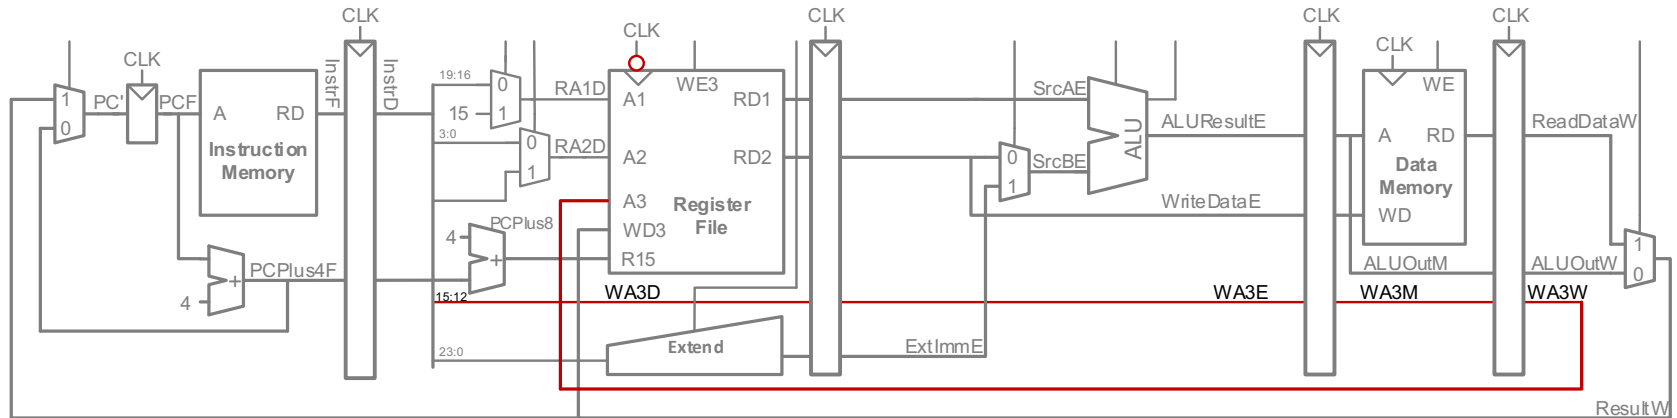 CLK
CLK
CLK
CLK
CLK
CLK
CLK
1
0
PC'
PCF
A
RD
Instruction
Memory
InstrF
InstrD
PCPlus4F
4
+
19:16
15
3:0
0
1
0
1
RA1D
RA2D
A1
A2
A3
WD3
R15
WE3
RD1
RD2
Register
File
4
PCPlus8
+
15:12
WA3D
23:0
Extend
ExtImmE
SrcAE
0
1
SrcBE
ALU
ALUResultE
WriteDataE
WA3E
A
RD
WE
Data
Memory
WD
ALUOutM
WA3M
ReadDataW
ALUOutW
WA3W
1
0
ResultW